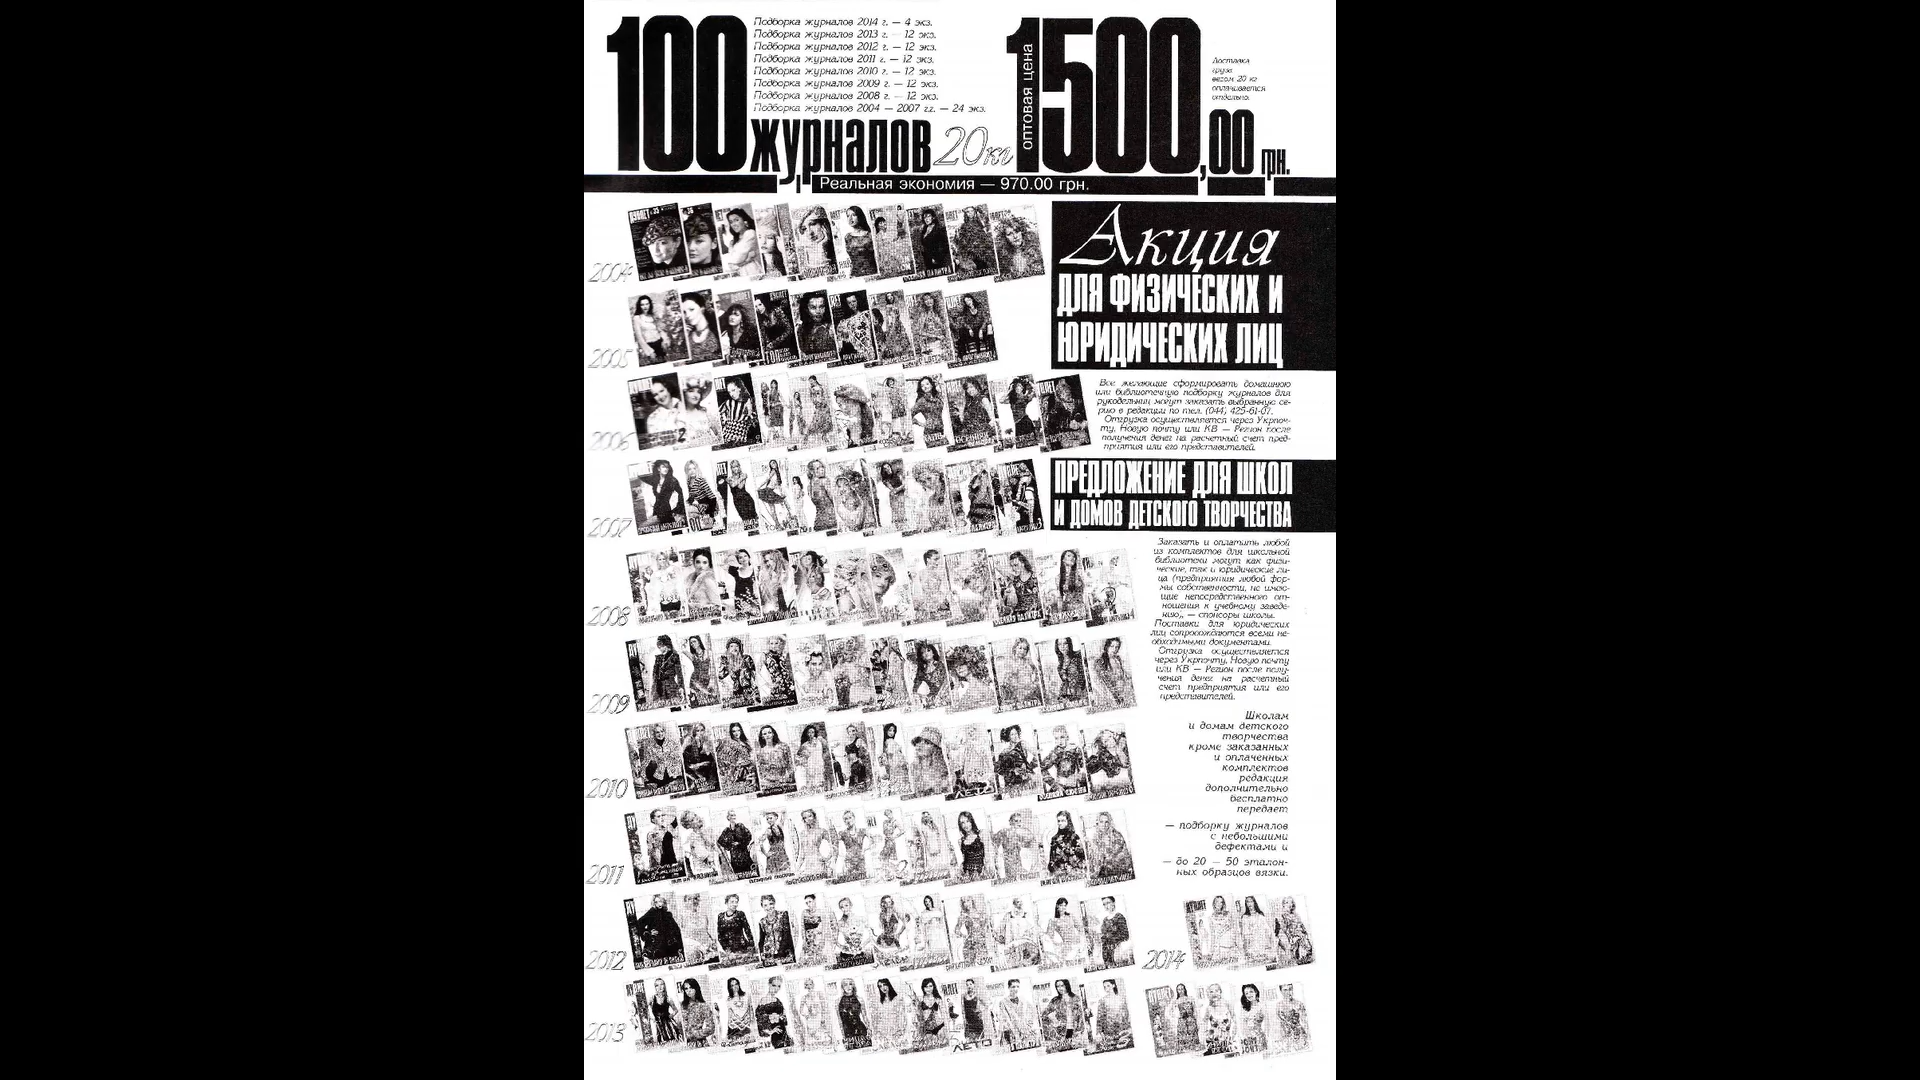 100
Подборка журналов 2014 г. — 4 экз.
Подборка журналов 2013 г. — 12 экз.
Подборка журналов 2012 г. — 12 экз.
Подборка журналов 2011 г. — 12 экз.
Подборка журналов 2010 г. — 12 экз.
Подборка журналов 2009 г. — 12 экз.
Подборка журналов 2008 г. — 12 экз.
Подборка журналов 2004 — 2007 г.г. — 24 экз.
журналов 20кг
оптовая цена
1500,00 грн.
Доставка
груза
весом 20 кг
оплачивается
отдельно.
Реальная экономия — 970.00 грн.
Акция
ДЛЯ ФИЗИЧЕСКИХ И
ЮРИДИЧЕСКИХ ЛИЦ
Все желающие сформировать домашнюю
или библиотечную подборку журналов для
рукодельниц могут заказать выбранную се-
рию в редакции по тел. (044) 425-61-07.
Отгрузка осуществляется через Укрпоч-
ту, Новую почту или КВ — Регион после
получения денег на расчетный счет пред-
приятия или его представителей.
ПРЕДЛОЖЕНИЕ ДЛЯ ШКОЛ
И ДОМОВ ДЕТСКОГО ТВОРЧЕСТВА
Заказать и оплатить любой
из комплектов для школьной
библиотеки могут как физи-
ческие, так и юридические ли-
ца (предприятия любой фор-
мы собственности, не имею-
щие непосредственного от-
ношения к учебному заведе-
нию), — спонсоры школы.
Поставки для юридических
лиц сопровождаются всеми не-
обходимыми документами.
Отгрузка осуществляется
через Укрпочту, Новую почту
или КВ — Регион после полу-
чения денег на расчетный
счет предприятия или его
представителей.
Школам
и домам детского
творчества
кроме заказанных
и оплаченных
комплектов
редакция
дополнительно
бесплатно
передает
— подборку журналов
с небольшими
дефектами и
— до 20 — 50 эталон-
ных образцов вязки.
2004
2005
2006
2007
2008
2009
2010
2011
2012
2013
2014